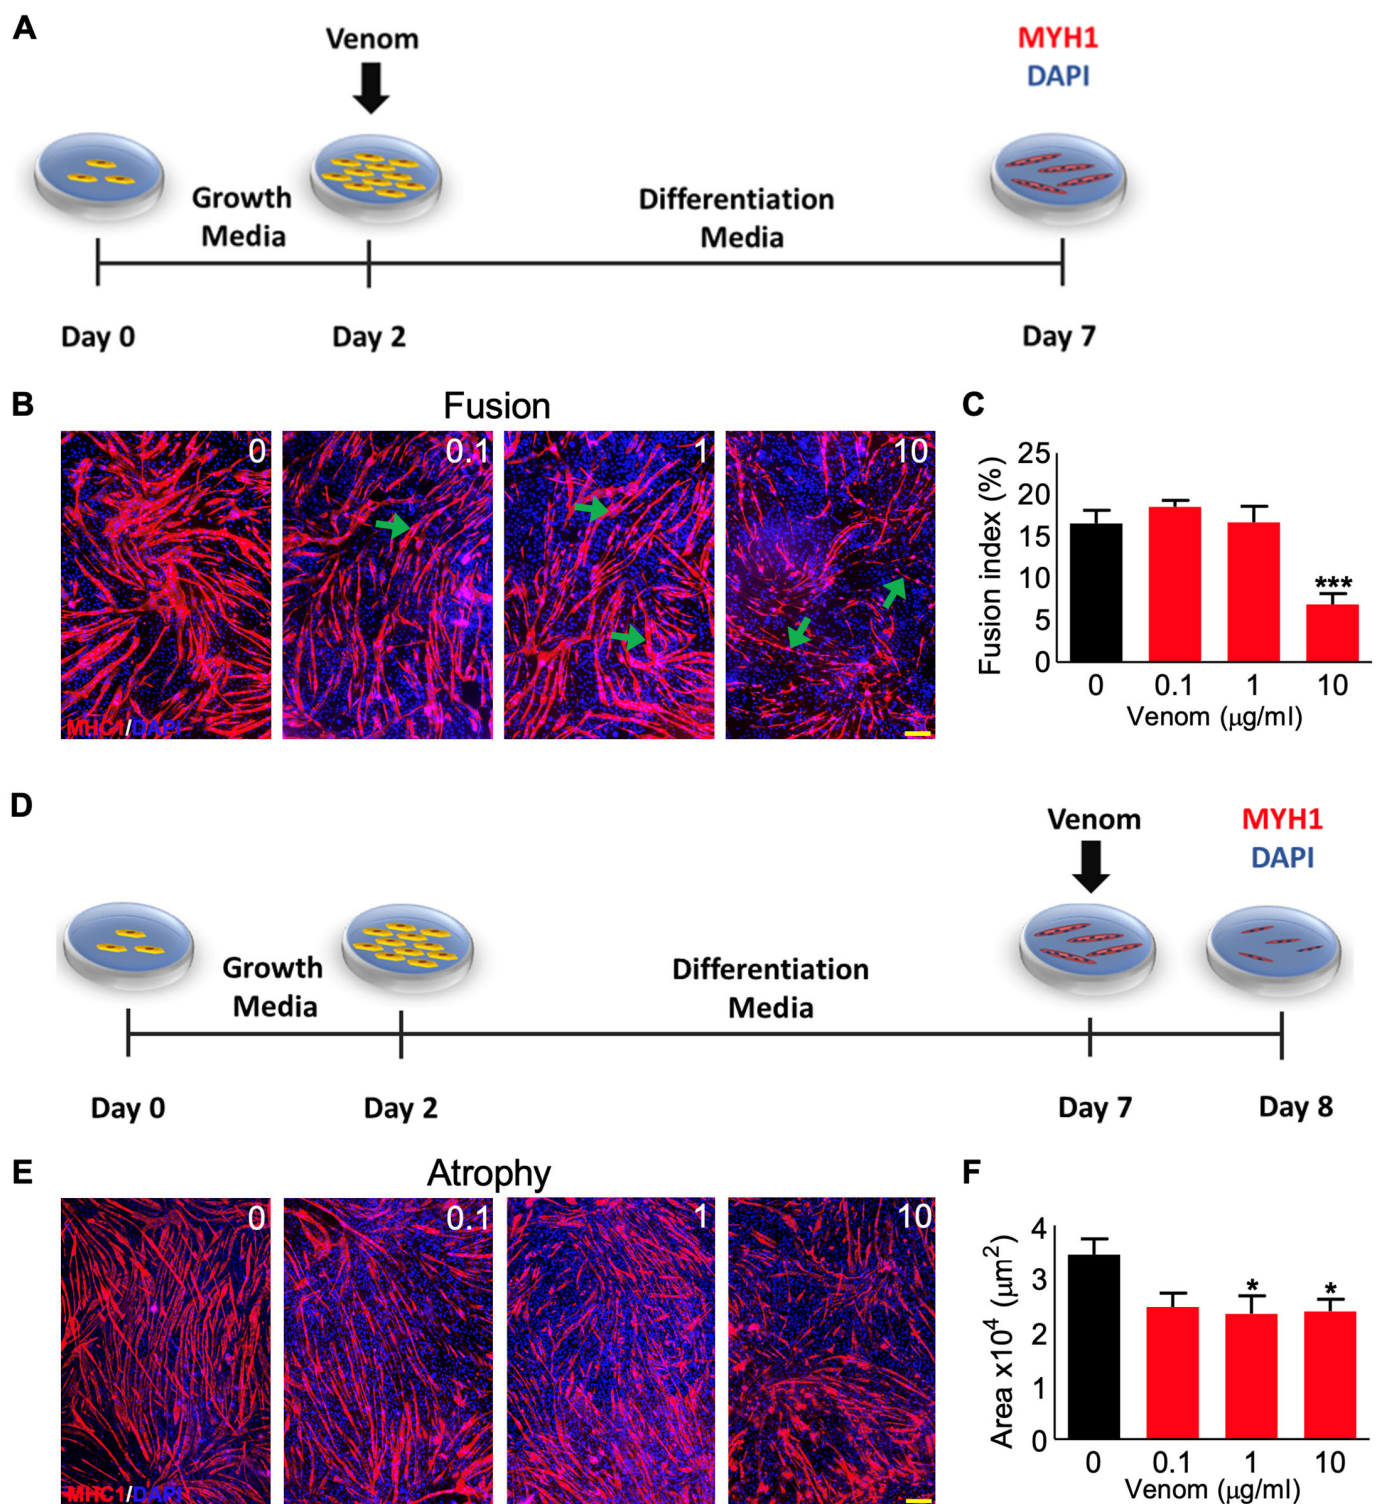 A
Venom
MYH1
DAPI
Growth
Media
Differentiation
Media
Day 0
Day 2
Day 7
B
Fusion
0
0.1
1
10
MHC1/DAPI
C
Fusion index (%)
25
20
15
10
5
0
***
0 0.1 1 10
Venom (μg/ml)
D
Venom
MYH1
DAPI
Growth
Media
Differentiation
Media
Day 0
Day 2
Day 7
Day 8
E
Atrophy
0
0.1
1
10
MHC1/DAPI
F
Area x10⁴ (μm²)
4
3
2
1
0
*
*
0 0.1 1 10
Venom (μg/ml)